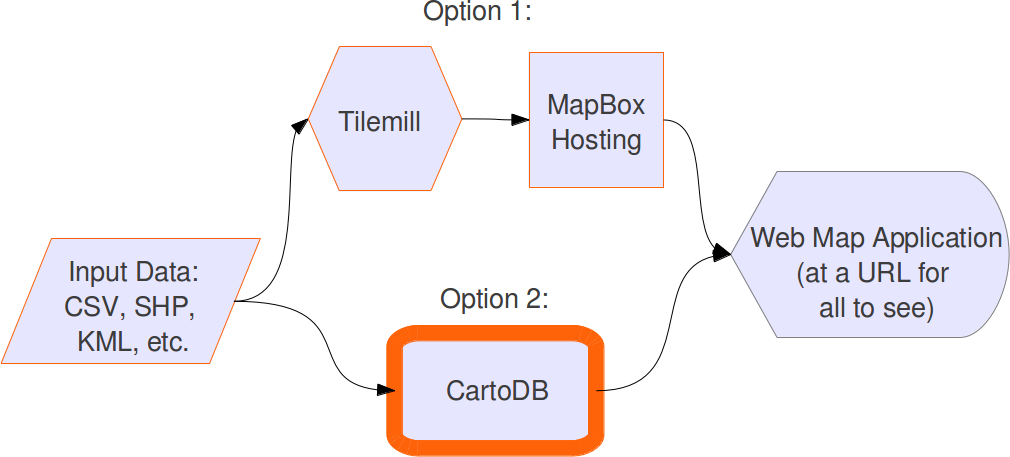 Option 1:
Tilemill
MapBox
Hosting
Input Data:
CSV, SHP,
KML, etc.
Option 2:
CartoDB
Web Map Application
(at a URL for
all to see)